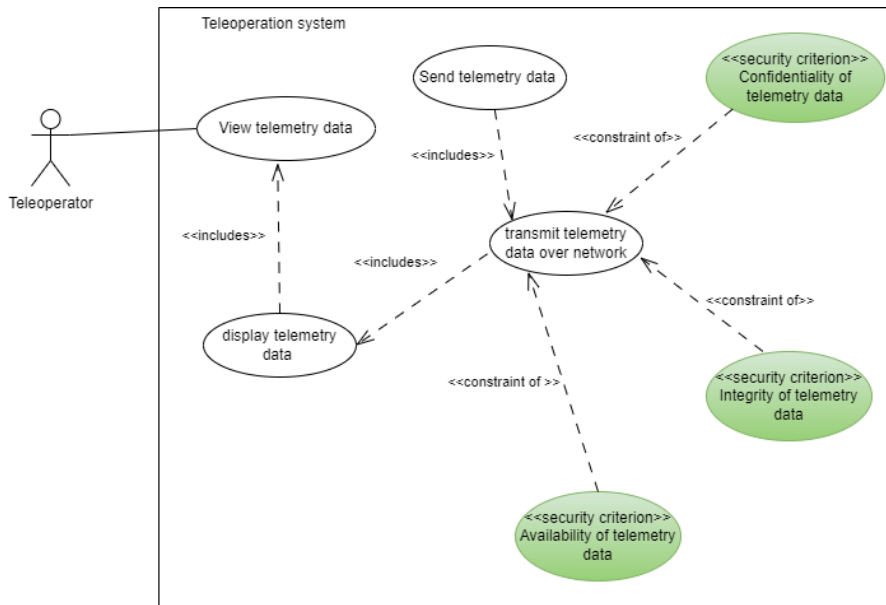 Teleoperation system
<<security criterion>>
Confidentiality of
telemetry data
Send telemetry data
View telemetry data
<<constraint of>>
<<includes>>
Teleoperator
<<includes>>
transmit telemetry
data over network
<<includes>>
<<constraint of>>
display telemetry
data
<<constraint of >>
<<security criterion>>
Integrity of telemetry
data
<<security criterion>>
Availability of telemetry
data